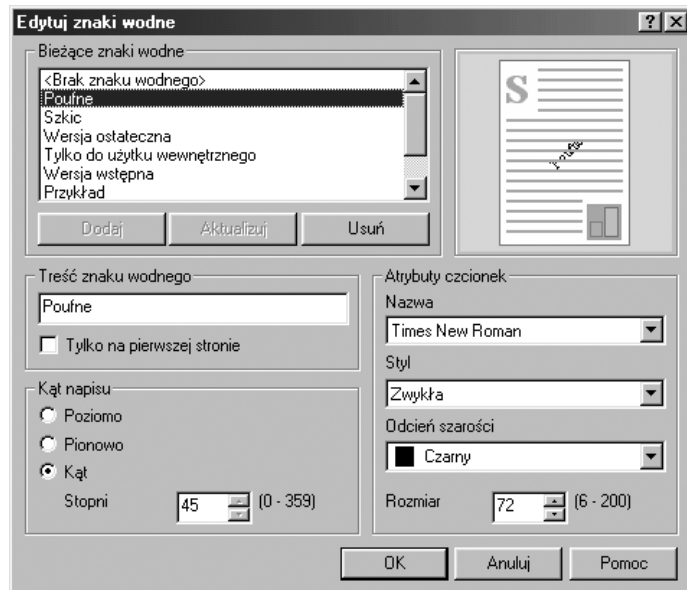 Edytuj znaki wodne
Bieżące znaki wodne
<Brak znaku wodnego>
Poufne
Szkic
Wersja ostateczna
Tylko do użytku wewnętrznego
Wersja wstępna
Przykład
Dodaj
Aktualizuj
Usuń
S
Poufne
Treść znaku wodnego
Poufne
Tylko na pierwszej stronie
Kąt napisu
Poziomo
Pionowo
Kąt
Stopni 45 (0 - 359)
Atrybuty czcionek
Nazwa
Times New Roman
Styl
Zwykła
Odcień szarości
Czarny
Rozmiar 72 (6 - 200)
OK
Anuluj
Pomoc